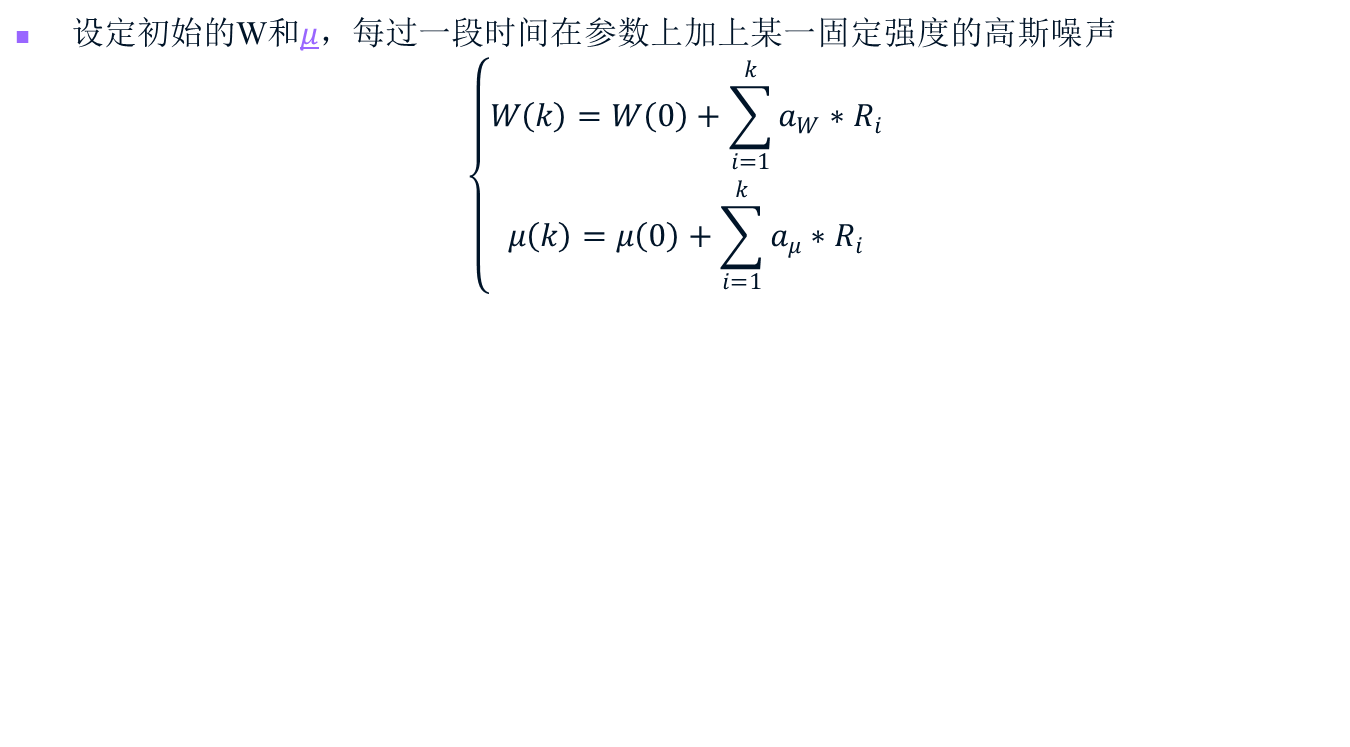 设定初始的W和μ，每过一段时间在参数上加上某一固定强度的高斯噪声
W(k) = W(0) + ∑_{i=1}^{k} a_W * R_i
μ(k) = μ(0) + ∑_{i=1}^{k} a_μ * R_i